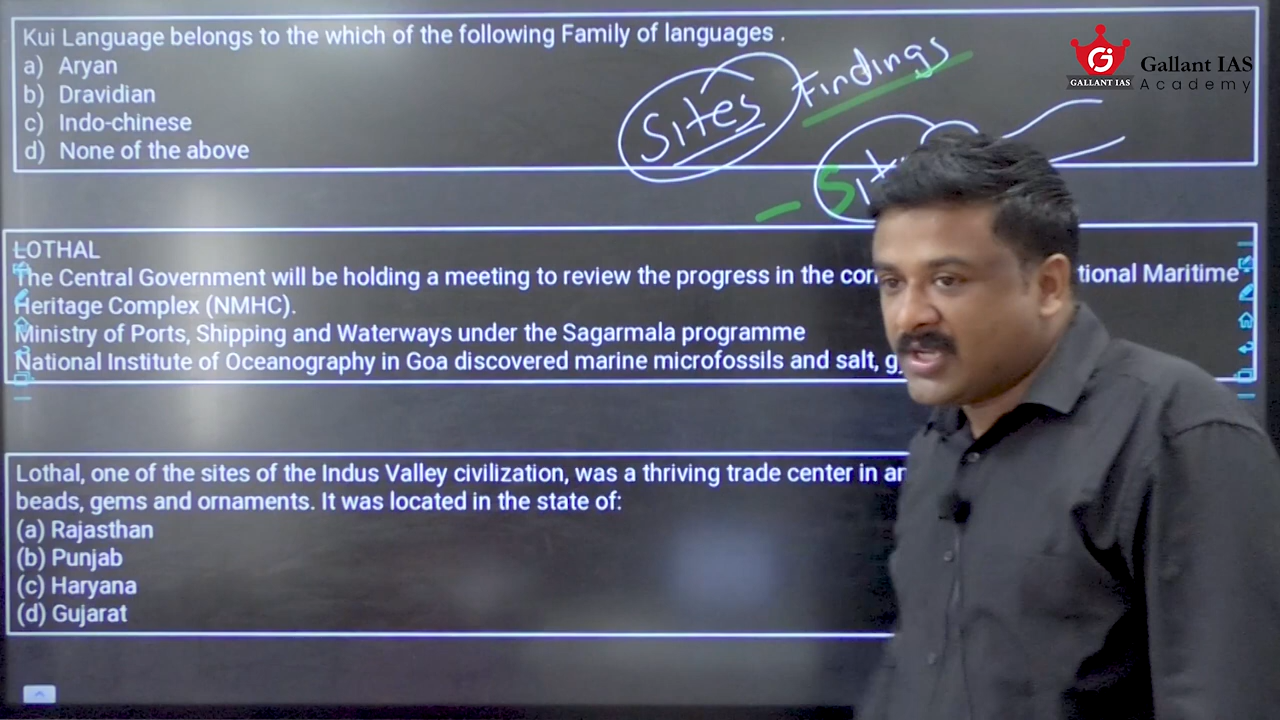 Kui Language belongs to the which of the following Family of languages .
a) Aryan
b) Dravidian
c) Indo-chinese
d) None of the above
Sites Findings
GALLANT IAS
Gallant IAS
Academy
LOTHAL
The Central Government will be holding a meeting to review the progress in the tional Maritime
Heritage Complex (NMHC).
Ministry of Ports, Shipping and Waterways under the Sagarmala programme
National Institute of Oceanography in Goa discovered marine microfossils and salt,
Lothal, one of the sites of the Indus Valley civilization, was a thriving trade center in
beads, gems and ornaments. It was located in the state of:
(a) Rajasthan
(b) Punjab
(c) Haryana
(d) Gujarat